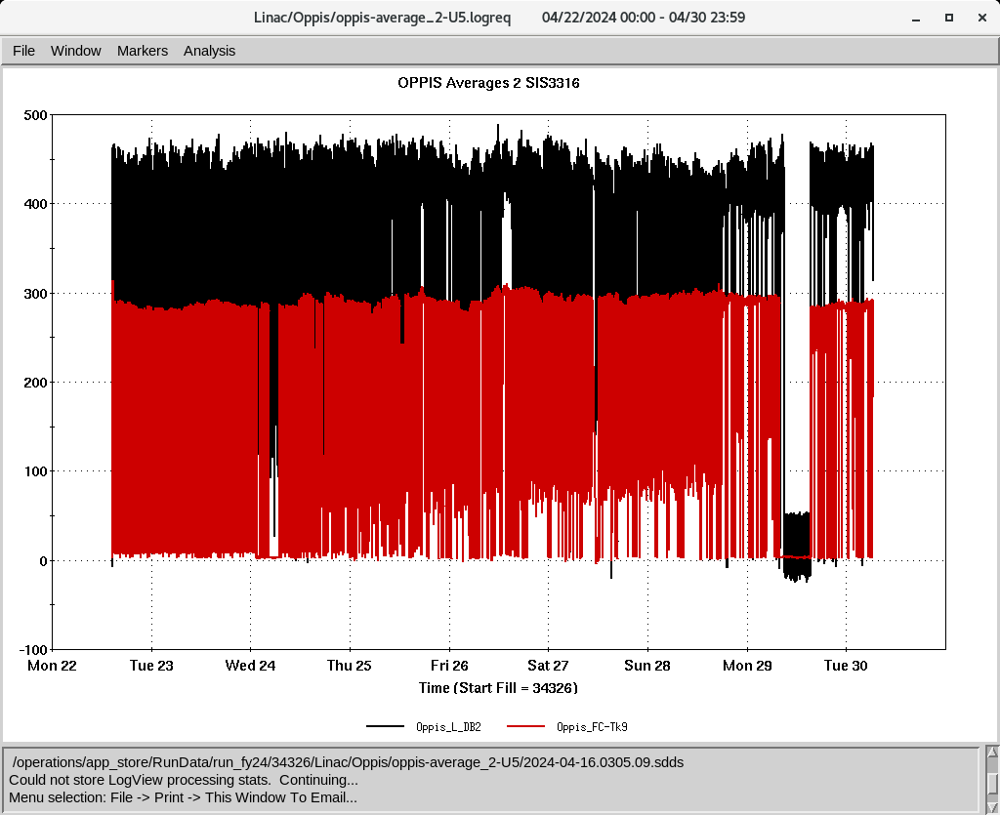 Linac/Oppis/oppis-average_2-U5.logreq 04/22/2024 00:00 - 04/30 23:59
File Window Markers Analysis
OPPIS Averages 2 SIS3316
500
400
300
200
100
0
-100
Mon 22 Tue 23 Wed 24 Thu 25 Fri 26 Sat 27 Sun 28 Mon 29 Tue 30
Time (Start Fill = 34326)
Oppis_L_DB2 Oppis_FC-Tk9
/operations/app_store/RunData/run_fy24/34326/Linac/Oppis/oppis-average_2-U5/2024-04-16.0305.09.sdds
Could not store LogView processing stats. Continuing...
Menu selection: File -> Print -> This Window To Email...